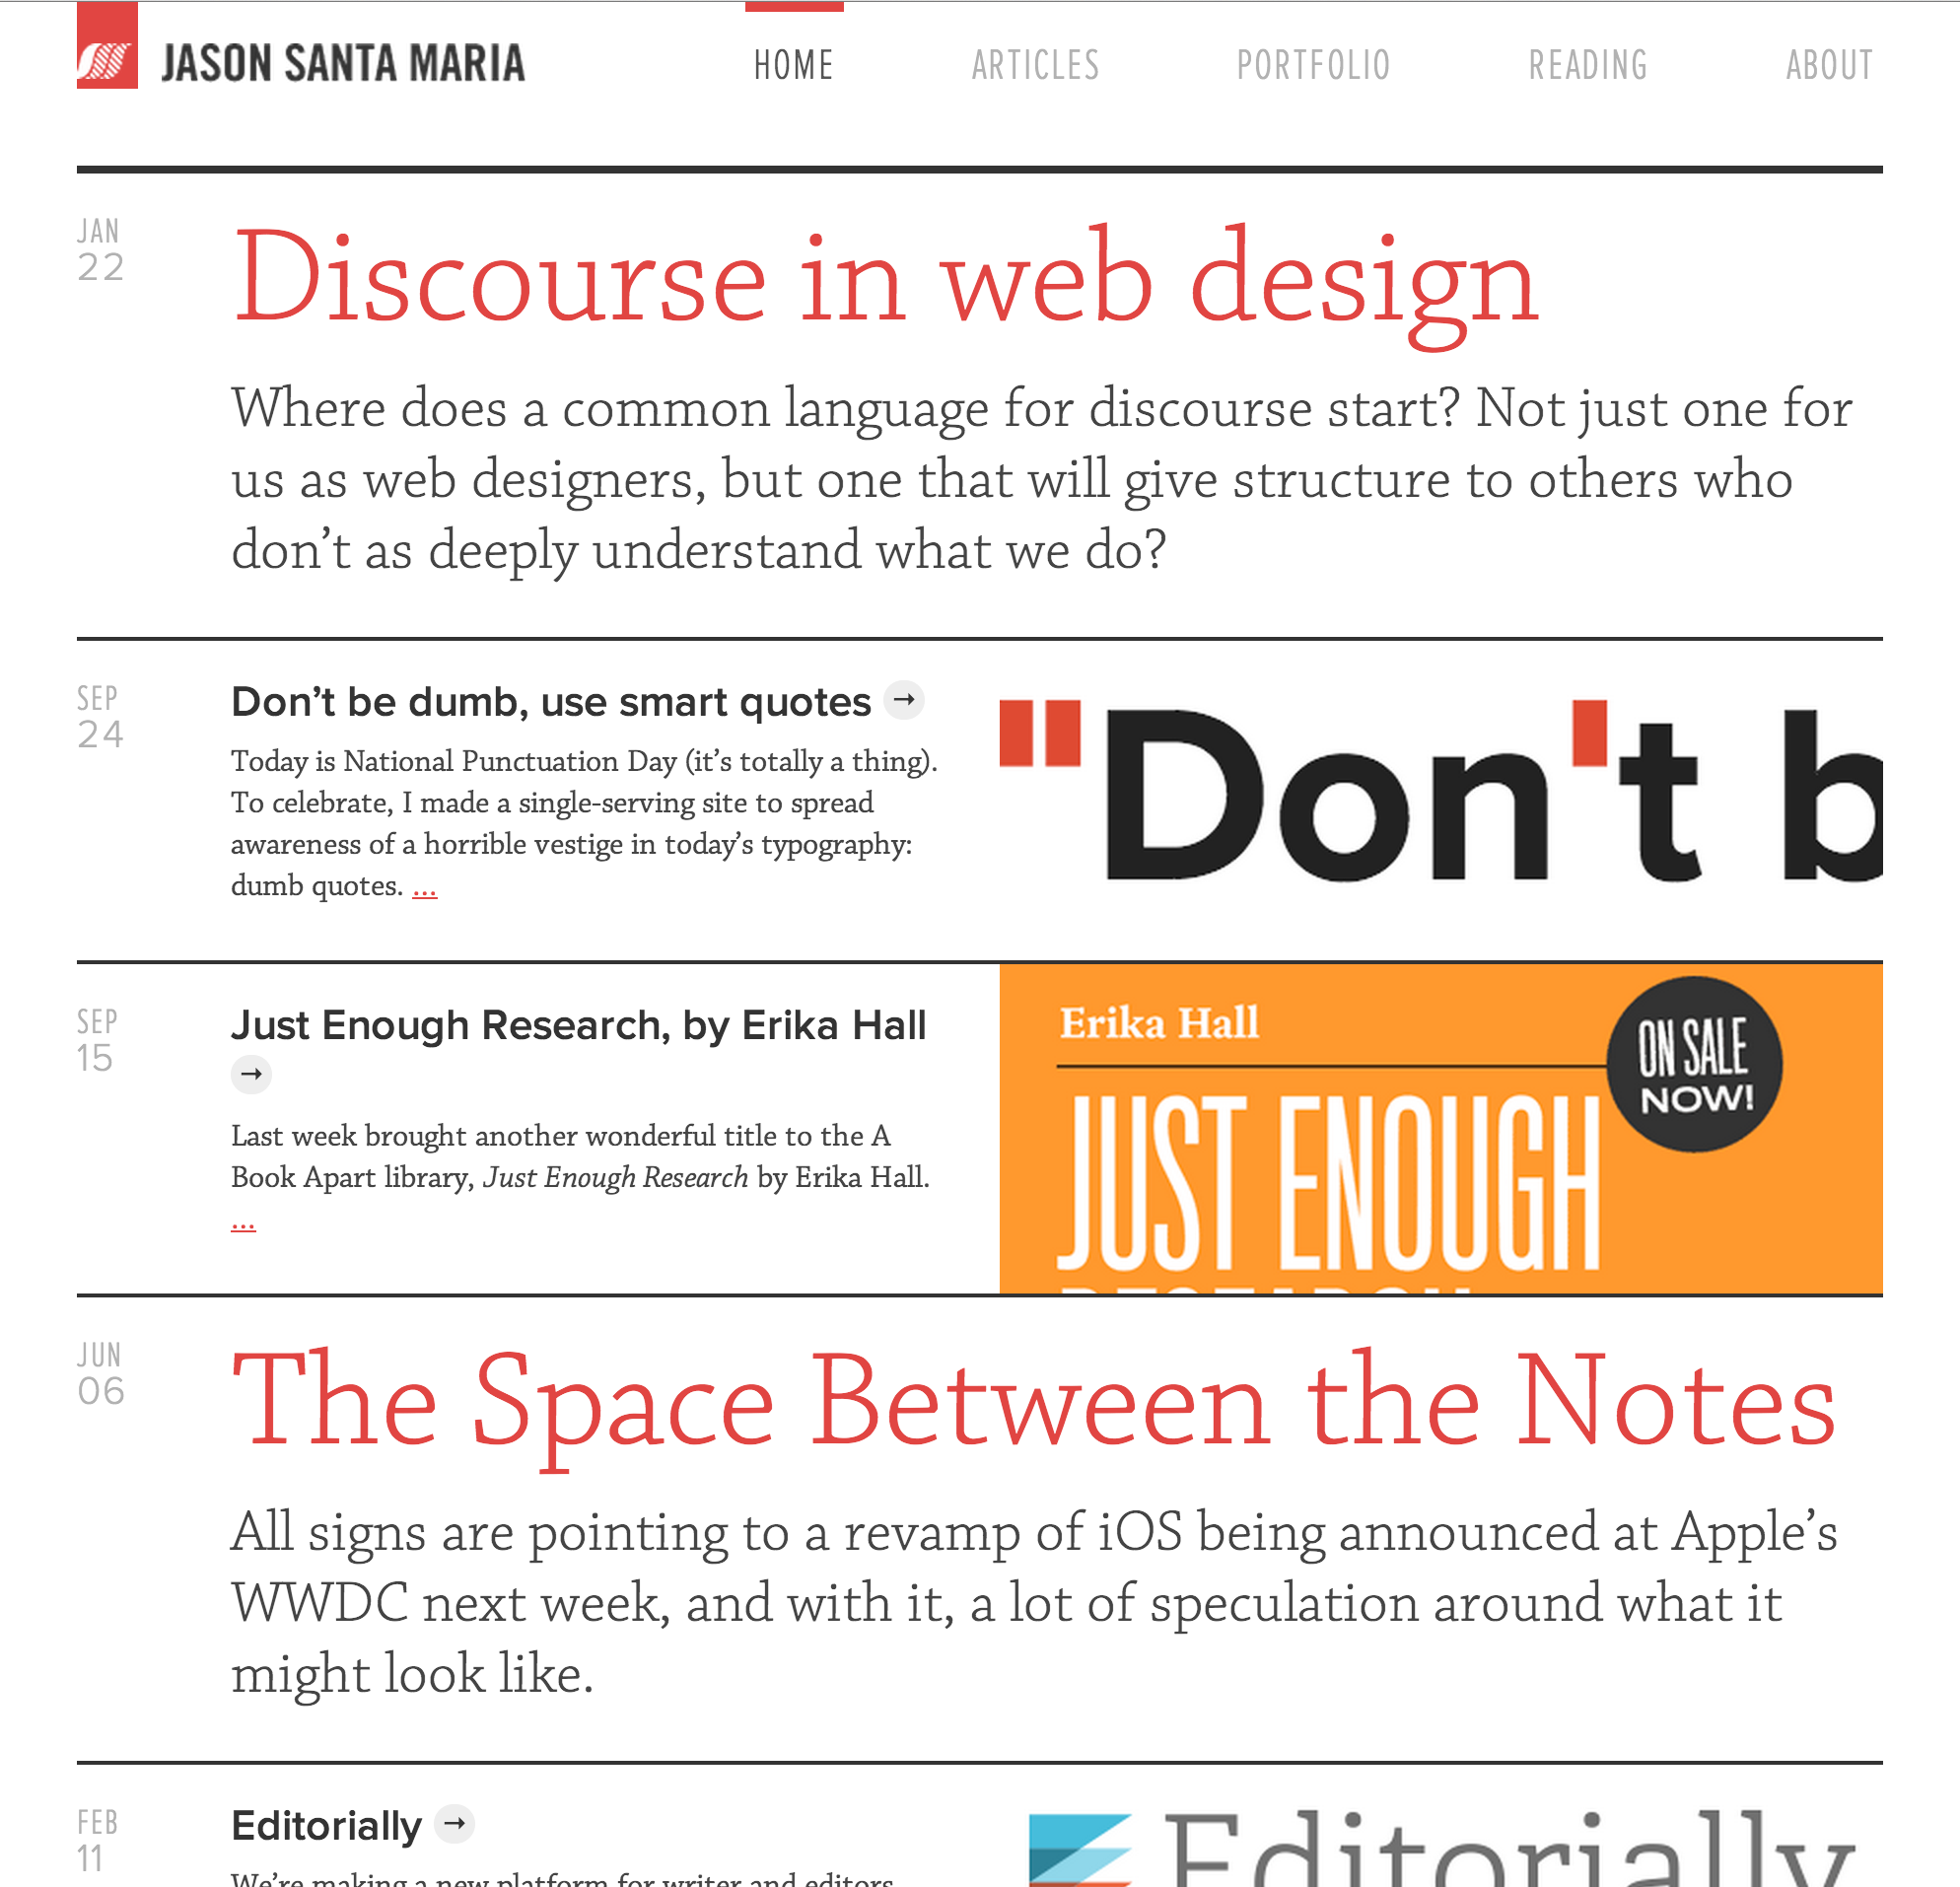 JASON SANTA MARIA
HOME
ARTICLES
PORTFOLIO
READING
ABOUT
JAN
22
Discourse in web design
Where does a common language for discourse start? Not just one for
us as web designers, but one that will give structure to others who
don’t as deeply understand what we do?
SEP
24
Don’t be dumb, use smart quotes →
Today is National Punctuation Day (it’s totally a thing).
To celebrate, I made a single-serving site to spread
awareness of a horrible vestige in today’s typography:
dumb quotes. ...
"Don't b
SEP
15
Just Enough Research, by Erika Hall
→
Last week brought another wonderful title to the A
Book Apart library, Just Enough Research by Erika Hall.
...
Erika Hall
ON SALE
NOW!
JUST ENOUGH
RESEARCH
JUN
06
The Space Between the Notes
All signs are pointing to a revamp of iOS being announced at Apple’s
WWDC next week, and with it, a lot of speculation around what it
might look like.
FEB
11
Editorially →
We’re making a new platform for writer and editors
Editorially